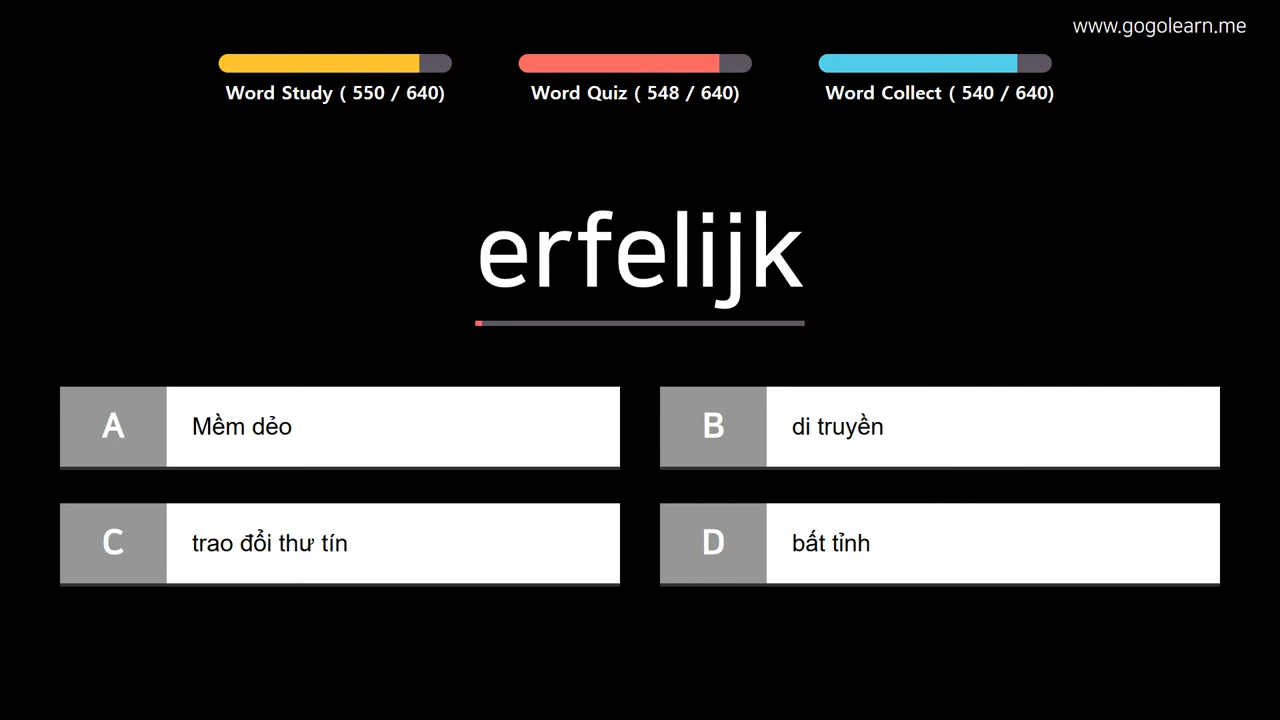 www.gogolearn.me
Word Study ( 550 / 640)
Word Quiz ( 548 / 640)
Word Collect ( 540 / 640)
erfelijk
A
Mềm dẻo
B
di truyền
C
trao đổi thư tín
D
bất tỉnh